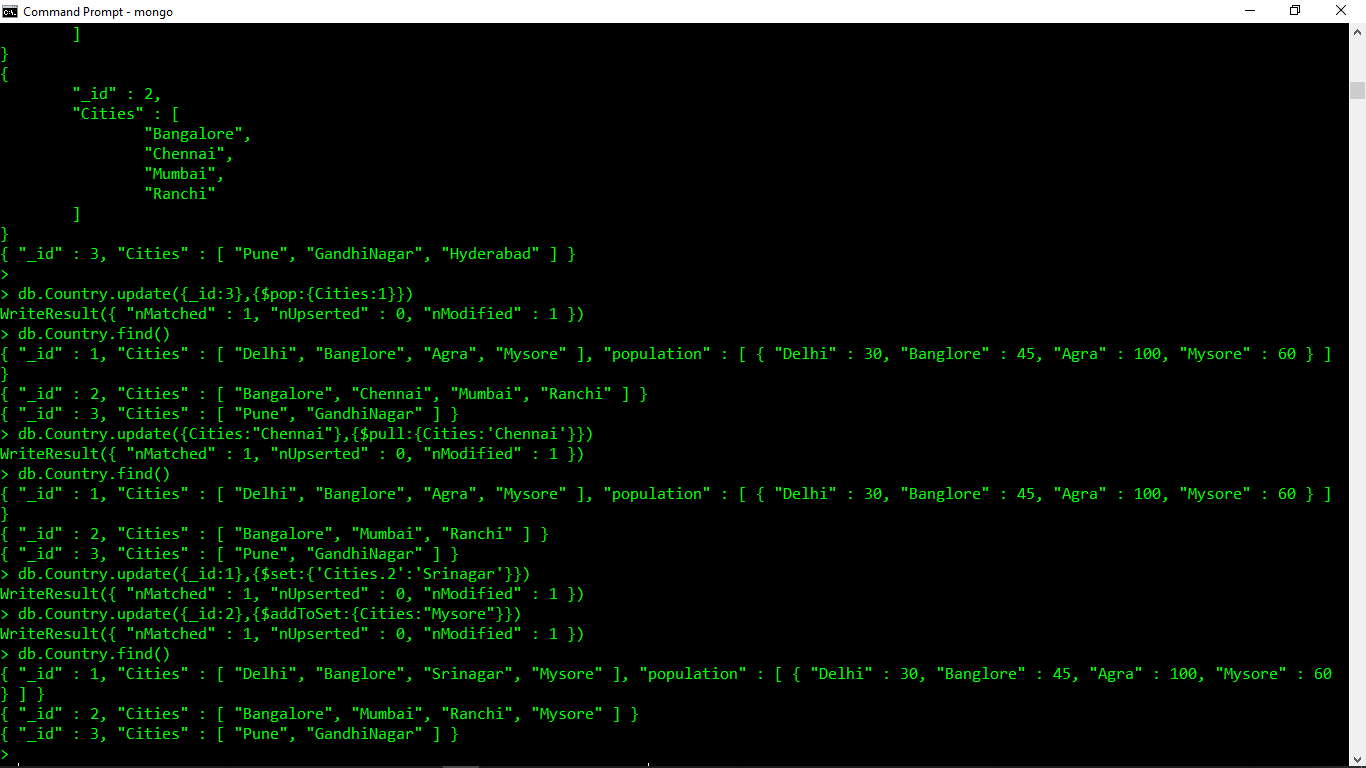 Command Prompt - mongo
        ]
}
{
        "_id" : 2,
        "Cities" : [
                "Bangalore",
                "Chennai",
                "Mumbai",
                "Ranchi"
        ]
}
{ "_id" : 3, "Cities" : [ "Pune", "GandhiNagar", "Hyderabad" ] }
>
> db.Country.update({_id:3},{$pop:{Cities:1}})
WriteResult({ "nMatched" : 1, "nUpserted" : 0, "nModified" : 1 })
> db.Country.find()
{ "_id" : 1, "Cities" : [ "Delhi", "Banglore", "Agra", "Mysore" ], "population" : [ { "Delhi" : 30, "Banglore" : 45, "Agra" : 100, "Mysore" : 60 } ]
}
{ "_id" : 2, "Cities" : [ "Bangalore", "Chennai", "Mumbai", "Ranchi" ] }
{ "_id" : 3, "Cities" : [ "Pune", "GandhiNagar" ] }
> db.Country.update({Cities:"Chennai"},{$pull:{Cities:'Chennai'}})
WriteResult({ "nMatched" : 1, "nUpserted" : 0, "nModified" : 1 })
> db.Country.find()
{ "_id" : 1, "Cities" : [ "Delhi", "Banglore", "Agra", "Mysore" ], "population" : [ { "Delhi" : 30, "Banglore" : 45, "Agra" : 100, "Mysore" : 60 } ]
}
{ "_id" : 2, "Cities" : [ "Bangalore", "Mumbai", "Ranchi" ] }
{ "_id" : 3, "Cities" : [ "Pune", "GandhiNagar" ] }
> db.Country.update({_id:1},{$set:{'Cities.2':'Srinagar'}})
WriteResult({ "nMatched" : 1, "nUpserted" : 0, "nModified" : 1 })
> db.Country.update({_id:2},{$addToSet:{Cities:"Mysore"}})
WriteResult({ "nMatched" : 1, "nUpserted" : 0, "nModified" : 1 })
> db.Country.find()
{ "_id" : 1, "Cities" : [ "Delhi", "Banglore", "Srinagar", "Mysore" ], "population" : [ { "Delhi" : 30, "Banglore" : 45, "Agra" : 100, "Mysore" : 60
} ] }
{ "_id" : 2, "Cities" : [ "Bangalore", "Mumbai", "Ranchi", "Mysore" ] }
{ "_id" : 3, "Cities" : [ "Pune", "GandhiNagar" ] }
>